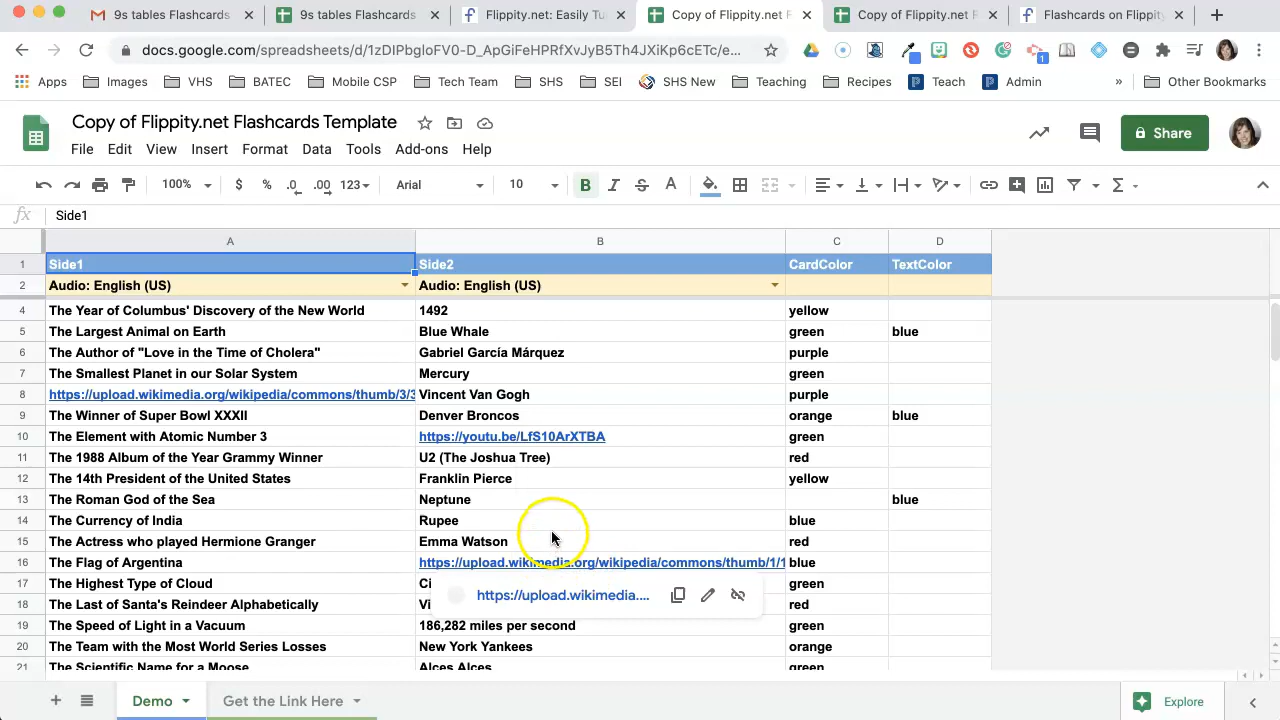 9s tables Flashcards
9s tables Flashcards
Flippity.net: Easily Tu
Copy of Flippity.net F
Copy of Flippity.net F
Flashcards on Flippity
docs.google.com/spreadsheets/d/1zDIPbgloFV0-D_ApGiFeHPRfXvJyB5Th4JXiKp6cETc/e...
Apps Images VHS BATEC Mobile CSP Tech Team SHS SEI SHS New Teaching Recipes Teach Admin » Other Bookmarks
Copy of Flippity.net Flashcards Template
Share
File Edit View Insert Format Data Tools Add-ons Help
100% $ % .0 .00 123 Arial 10 B I S A
fx Side1
A B C D
1 Side1 Side2 CardColor TextColor
2 Audio: English (US) Audio: English (US)
4 The Year of Columbus' Discovery of the New World 1492 yellow
5 The Largest Animal on Earth Blue Whale green blue
6 The Author of "Love in the Time of Cholera" Gabriel García Márquez purple
7 The Smallest Planet in our Solar System Mercury green
8 https://upload.wikimedia.org/wikipedia/commons/thumb/3/3 Vincent Van Gogh purple
9 The Winner of Super Bowl XXXII Denver Broncos orange blue
10 The Element with Atomic Number 3 https://youtu.be/LfS10ArXTBA green
11 The 1988 Album of the Year Grammy Winner U2 (The Joshua Tree) red
12 The 14th President of the United States Franklin Pierce yellow
13 The Roman God of the Sea Neptune blue
14 The Currency of India Rupee blue
15 The Actress who played Hermione Granger Emma Watson red
16 The Flag of Argentina https://upload.wikimedia.org/wikipedia/commons/thumb/1/1 blue
17 The Highest Type of Cloud Ci green
https://upload.wikimedia....
18 The Last of Santa's Reindeer Alphabetically Vi red
19 The Speed of Light in a Vacuum 186,282 miles per second green
20 The Team with the Most World Series Losses New York Yankees orange
21 The Scientific Name for a Moose Alces Alces green
Demo Get the Link Here Explore